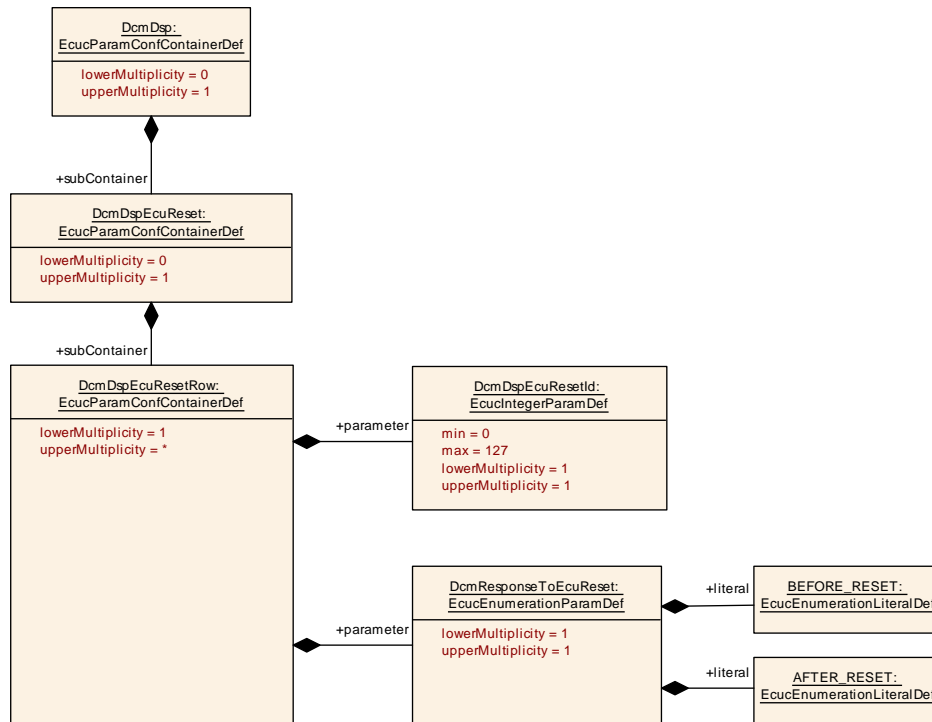 DcmDsp:
EcucParamConfContainerDef
lowerMultiplicity = 0
upperMultiplicity = 1
+subContainer
DcmDspEcuReset:
EcucParamConfContainerDef
lowerMultiplicity = 0
upperMultiplicity = 1
+subContainer
DcmDspEcuResetRow:
EcucParamConfContainerDef
lowerMultiplicity = 1
upperMultiplicity = *
+parameter
DcmDspEcuResetId:
EcucIntegerParamDef
min = 0
max = 127
lowerMultiplicity = 1
upperMultiplicity = 1
+parameter
DcmResponseToEcuReset:
EcucEnumerationParamDef
lowerMultiplicity = 1
upperMultiplicity = 1
+literal
BEFORE_RESET:
EcucEnumerationLiteralDef
+literal
AFTER_RESET:
EcucEnumerationLiteralDef